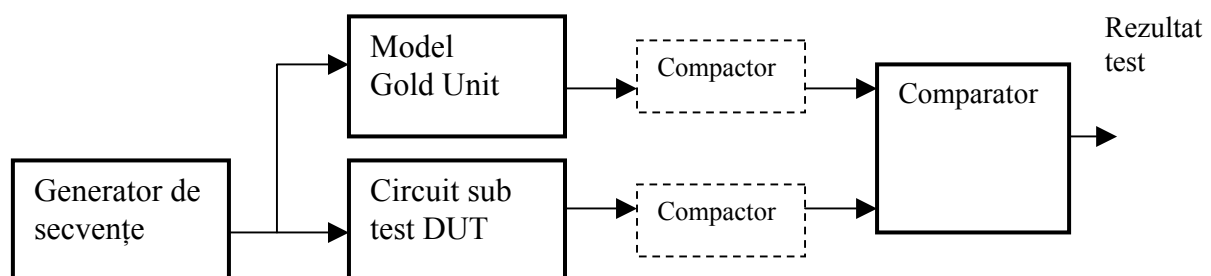 Model
Gold Unit
Compactor
Comparator
Rezultat
test
Generator de
secvențe
Circuit sub
test DUT
Compactor